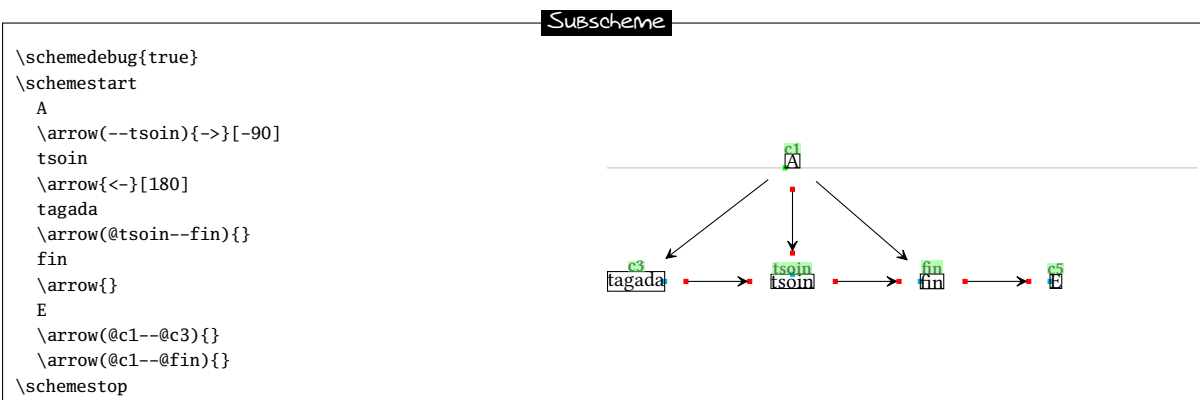 Subscheme
\schemedebug{true}
\schemestart
A
\arrow(--tsoin){->}[-90]
tsoin
\arrow{<-}[180]
tagada
\arrow(@tsoin--fin){}
fin
\arrow{}
E
\arrow(@c1--@c3){}
\arrow(@c1--@fin){}
\schemestop
c1
A
c3 tsoin fin c5
tagada tsoin fin E